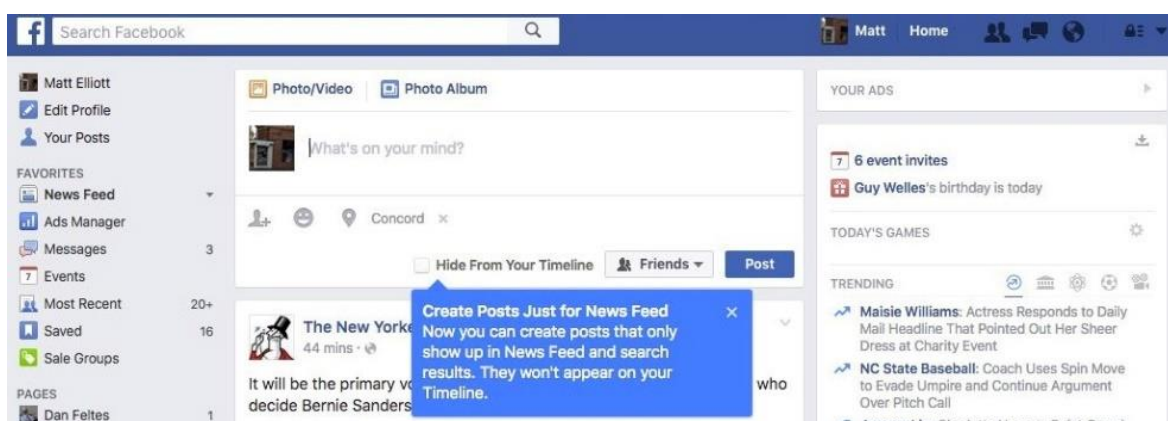 f Search Facebook
Matt Home
Matt Elliott
Edit Profile
Your Posts
FAVORITES
News Feed
Ads Manager
Messages 3
7 Events
Most Recent 20+
Saved 16
Sale Groups
PAGES
Dan Feltes 1
Photo/Video Photo Album
What's on your mind?
Concord ×
Hide From Your Timeline Friends Post
Create Posts Just for News Feed ×
Now you can create posts that only
show up in News Feed and search
results. They won't appear on your
Timeline.
The New Yorke
44 mins ·
It will be the primary who
decide Bernie Sanders
YOUR ADS
7 6 event invites
Guy Welles's birthday is today
TODAY'S GAMES
TRENDING
Maisie Williams: Actress Responds to Daily
Mail Headline That Pointed Out Her Sheer
Dress at Charity Event
NC State Baseball: Coach Uses Spin Move
to Evade Umpire and Continue Argument
Over Pitch Call